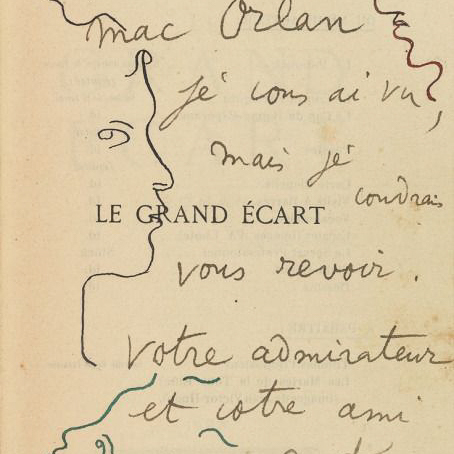 mac Orlan
je vous ai vu,
mais je
voudrais
LE GRAND ÉCART
vous revoir.
Votre admirateur
et votre ami